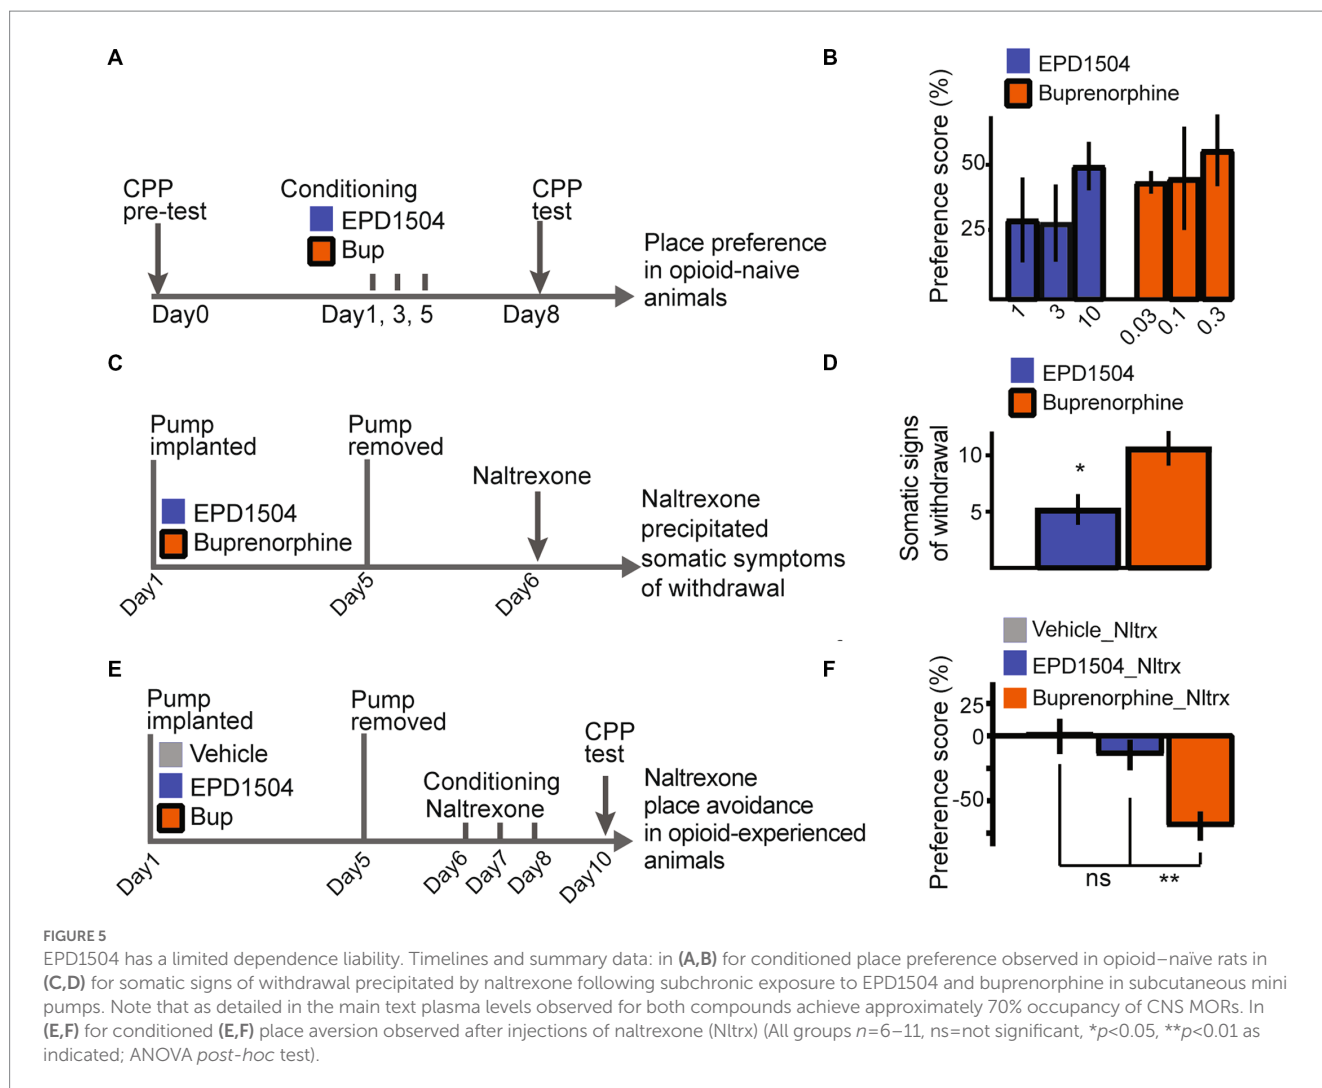 A
CPP
pre-test
Conditioning
EPD1504
Bup
CPP
test
Day0
Day1, 3, 5
Day8
Place preference
in opioid-naive
animals
B
EPD1504
Buprenorphine
Preference score (%)
50
25
1
3
10
0.03
0.1
0.3
C
Pump
implanted
Pump
removed
EPD1504
Buprenorphine
Naltrexone
Day1
Day5
Day6
Naltrexone
precipitated
somatic symptoms
of withdrawal
D
EPD1504
Buprenorphine
Somatic signs
of withdrawal
10
5
*
E
Pump
implanted
Vehicle
EPD1504
Bup
Pump
removed
Conditioning
Naltrexone
CPP
test
Day1
Day5
Day6
Day7
Day8
Day10
Naltrexone
place avoidance
in opioid-experienced
animals
F
Vehicle_Nltrx
EPD1504_Nltrx
Buprenorphine_Nltrx
Preference score (%)
25
0
-50
ns
**
FIGURE 5
EPD1504 has a limited dependence liability. Timelines and summary data: in (A,B) for conditioned place preference observed in opioid–naïve rats in
(C,D) for somatic signs of withdrawal precipitated by naltrexone following subchronic exposure to EPD1504 and buprenorphine in subcutaneous mini
pumps. Note that as detailed in the main text plasma levels observed for both compounds achieve approximately 70% occupancy of CNS MORs. In
(E,F) for conditioned (E,F) place aversion observed after injections of naltrexone (Nltrx) (All groups n=6–11, ns=not significant, *p<0.05, **p<0.01 as
indicated; ANOVA post-hoc test).